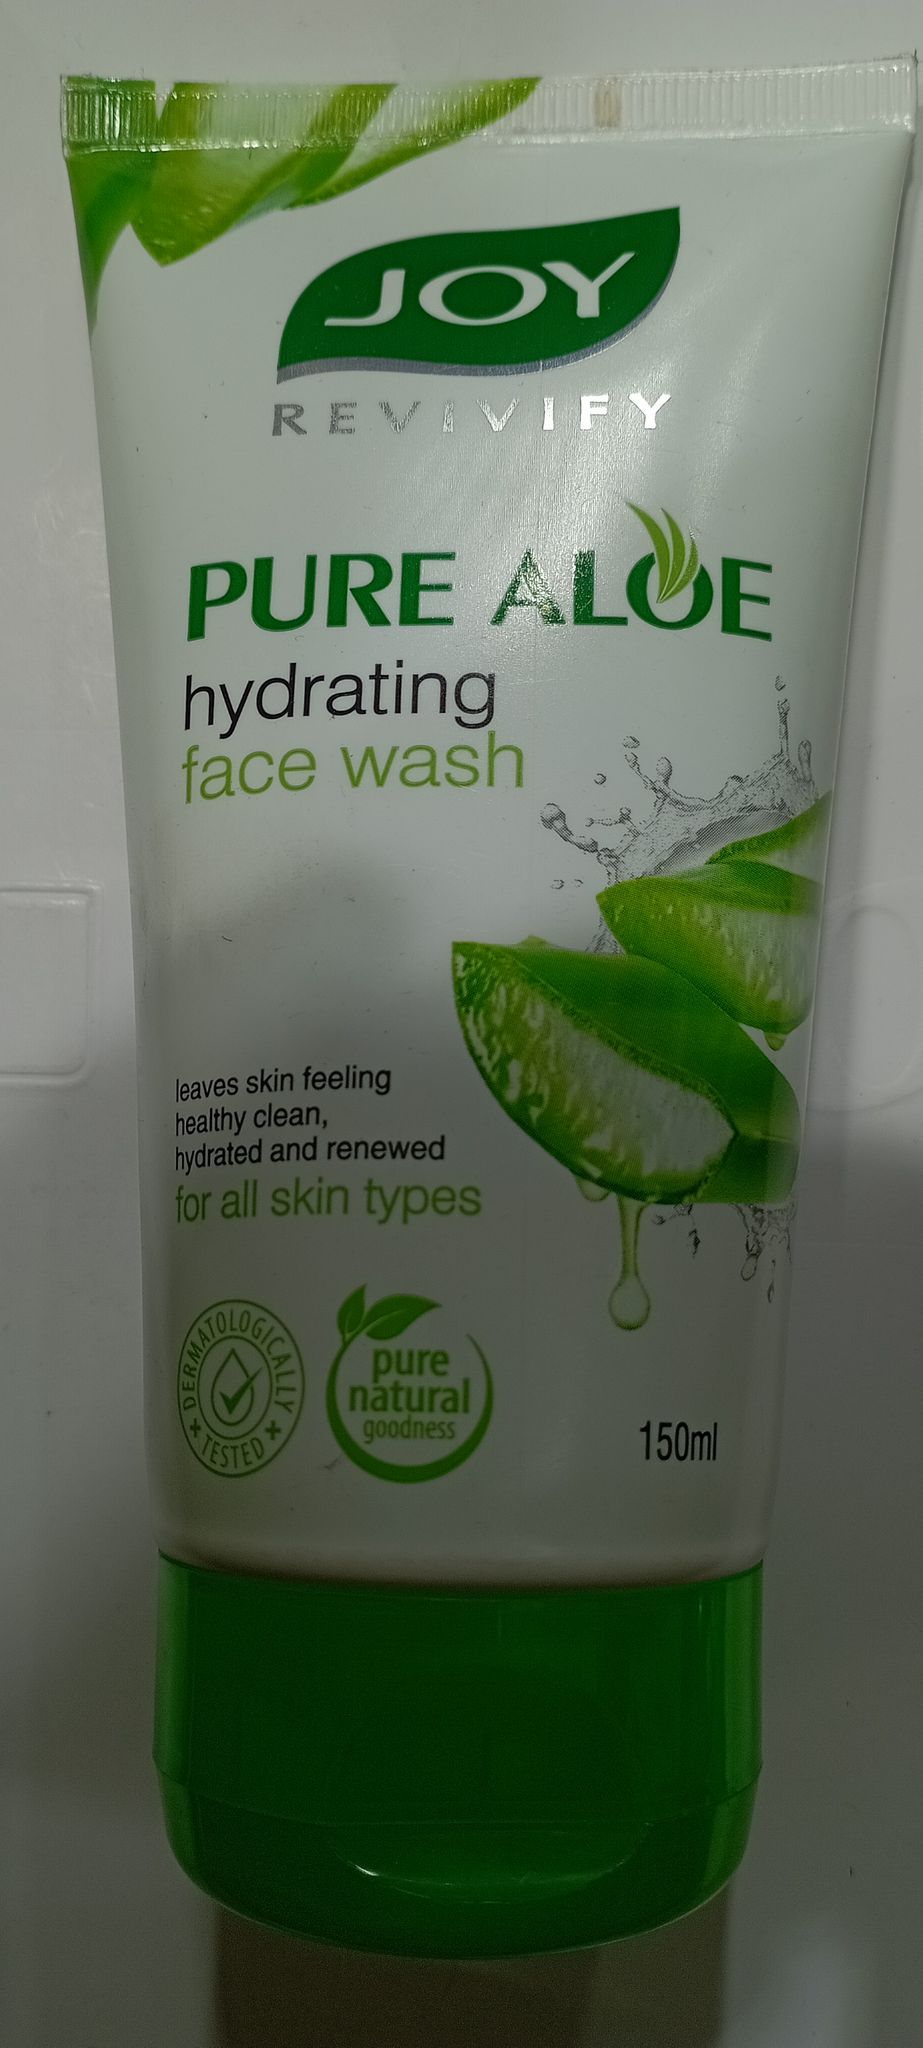 JOY
REVIVIFY
PURE ALOE
hydrating
face wash
leaves skin feeling
healthy clean,
hydrated and renewed
for all skin types
DERMATOLOGICALLY
TESTED
pure
natural
goodness
150ml